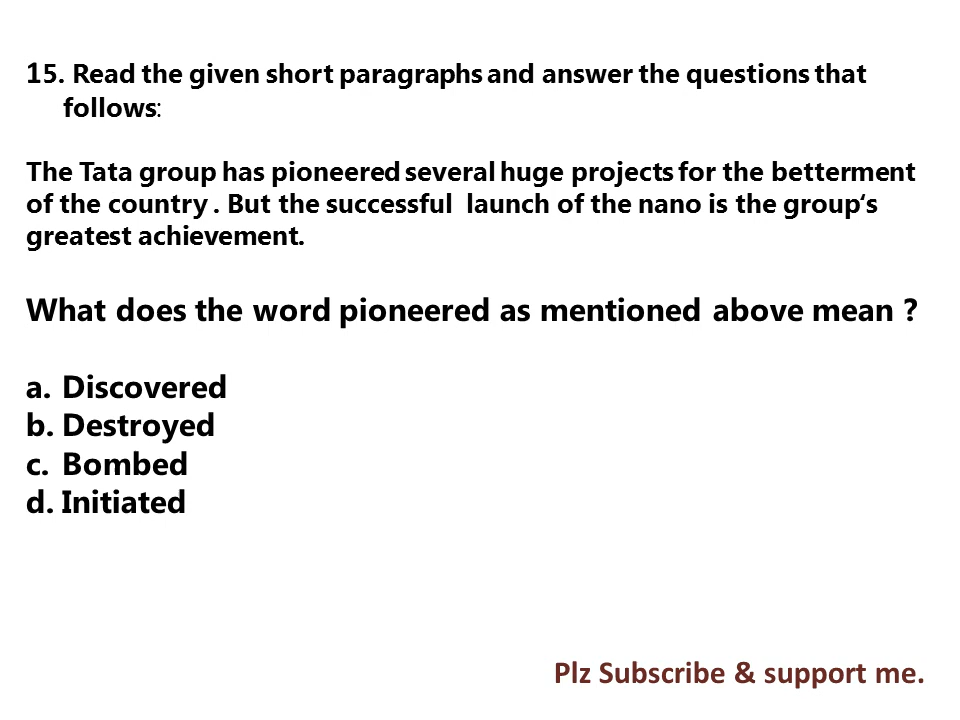 15. Read the given short paragraphs and answer the questions that
follows:
The Tata group has pioneered several huge projects for the betterment
of the country . But the successful launch of the nano is the group‘s
greatest achievement.
What does the word pioneered as mentioned above mean ?
a. Discovered
b. Destroyed
c. Bombed
d. Initiated
Plz Subscribe & support me.